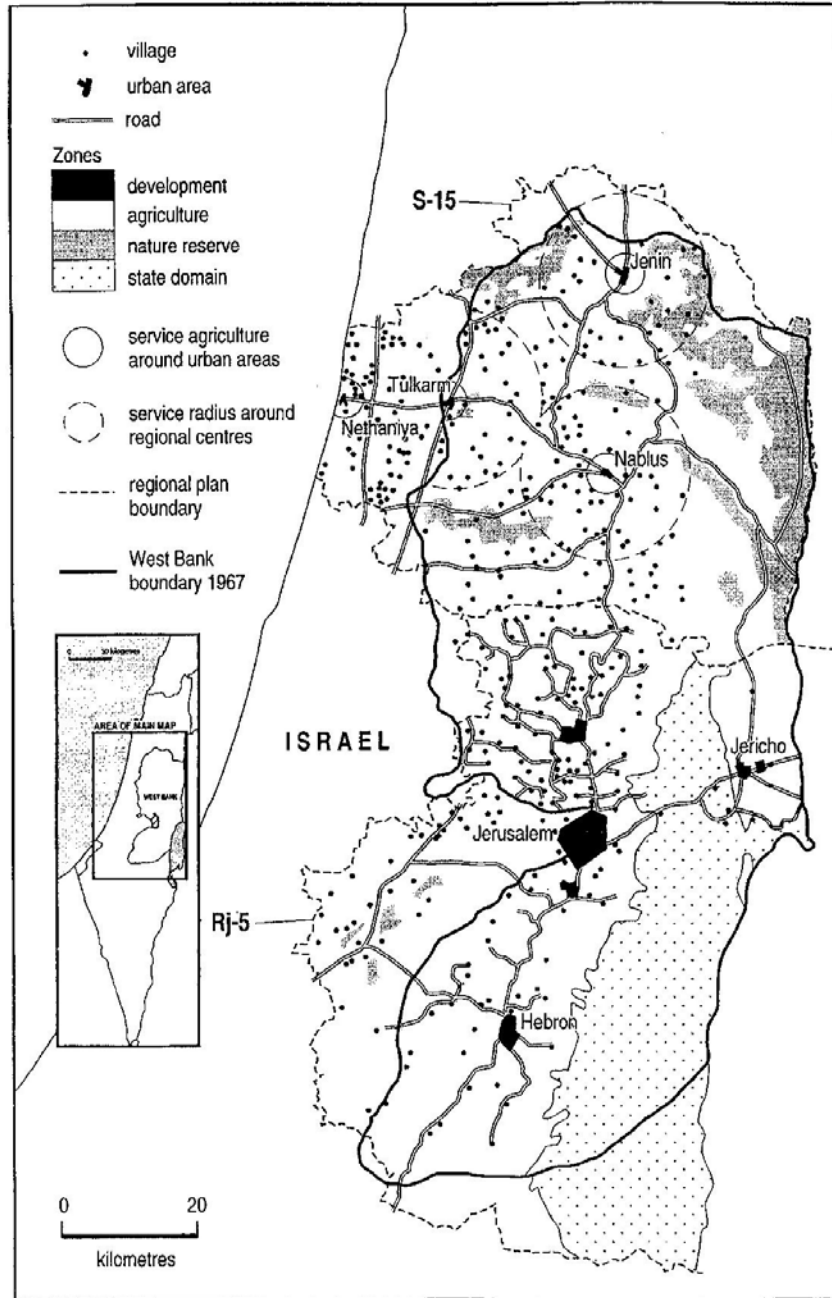 village
urban area
road
Zones
development
agriculture
nature reserve
state domain
service agriculture
around urban areas
service radius around
regional centres
regional plan
boundary
West Bank
boundary 1967
S-15
Jenin
Tulkarm
Nethaniya
Nablus
ISRAEL
Jericho
Jerusalem
Rj-5
Hebron
AREA OF MAIN MAP
WEST BANK
0 20
kilometres